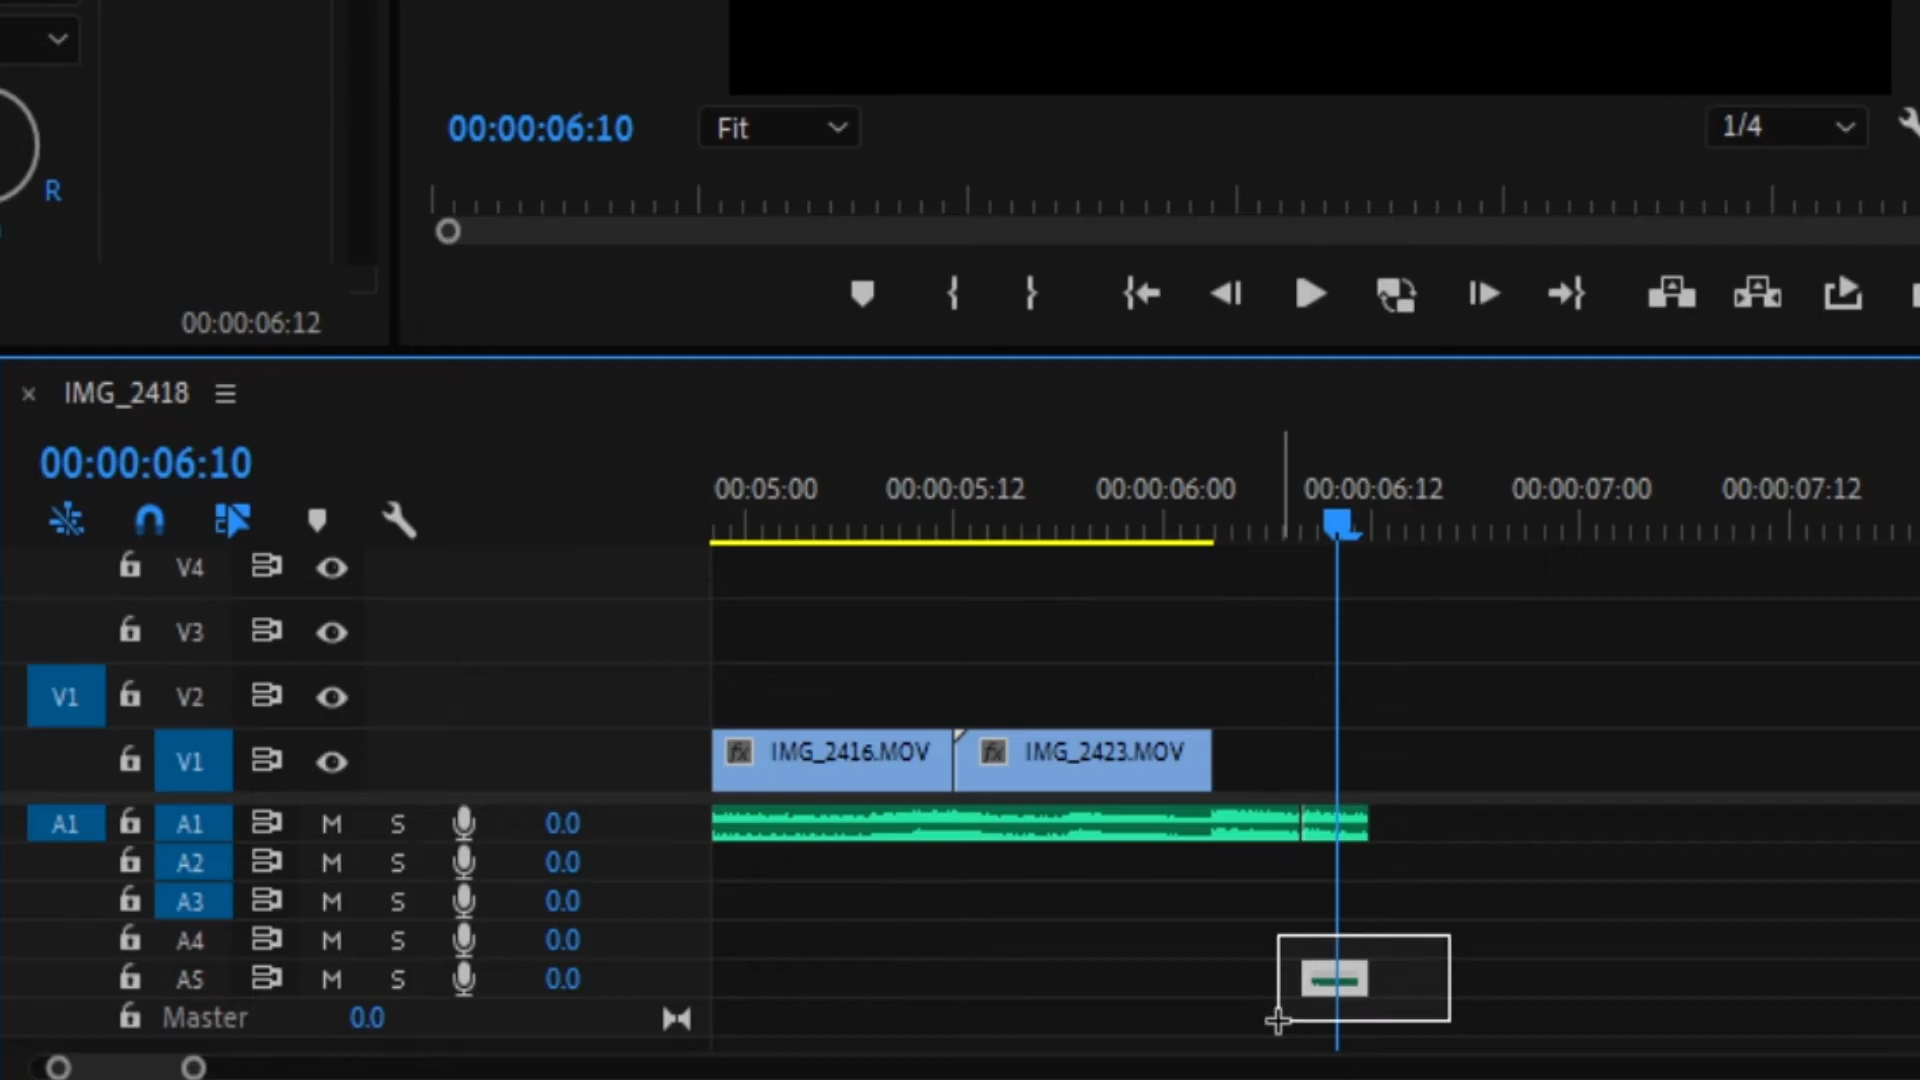 00:00:06:10
Fit
1/4
R
00:00:06:12
IMG_2418
00:00:06:10
00:05:00
00:00:05:12
00:00:06:00
00:00:06:12
00:00:07:00
00:00:07:12
V4
V3
V1 V2
V1 fx IMG_2416.MOV fx IMG_2423.MOV
A1 A1 M S 0.0
A2 M S 0.0
A3 M S 0.0
A4 M S 0.0
A5 M S 0.0
Master 0.0